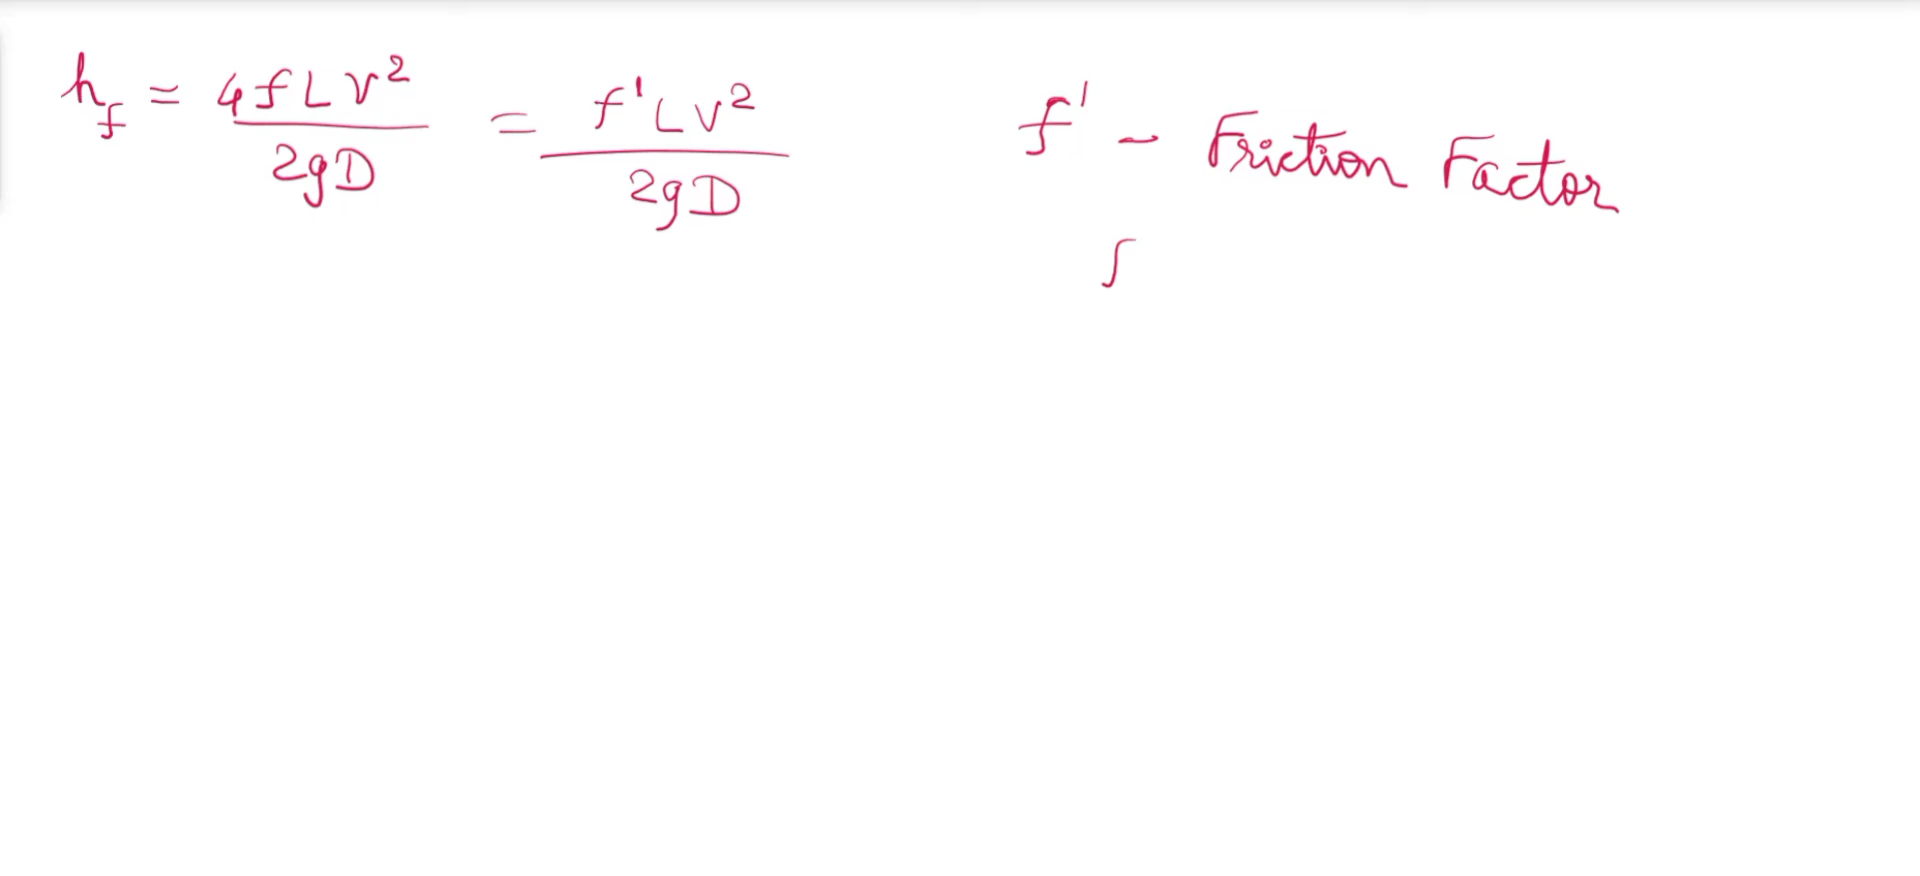 h_f = 4fLV²/2gD = f'LV²/2gD
f' - Friction Factor
ʃ